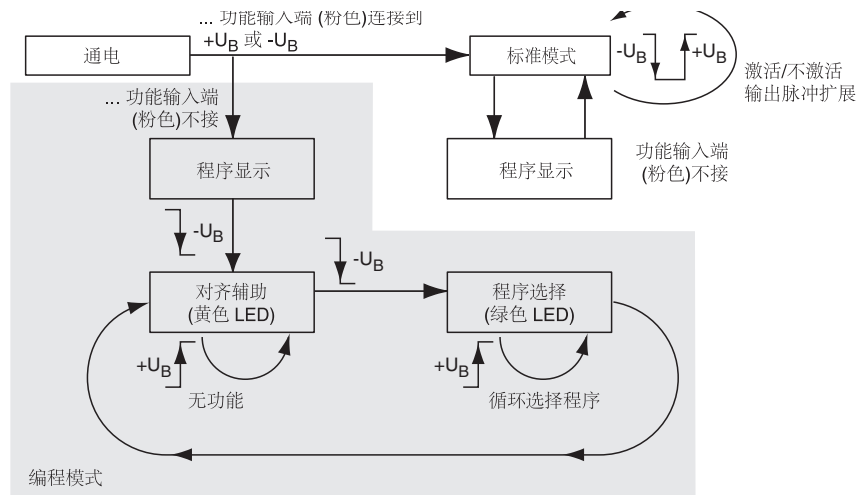 ... 功能输入端 (粉色)连接到
+UB 或 -UB
通电
标准模式
-UB
+UB
激活/不激活
输出脉冲扩展
... 功能输入端
(粉色)不接
程序显示
程序显示
功能输入端
(粉色)不接
-UB
-UB
对齐辅助
(黄色 LED)
程序选择
(绿色 LED)
+UB
无功能
+UB
循环选择程序
编程模式